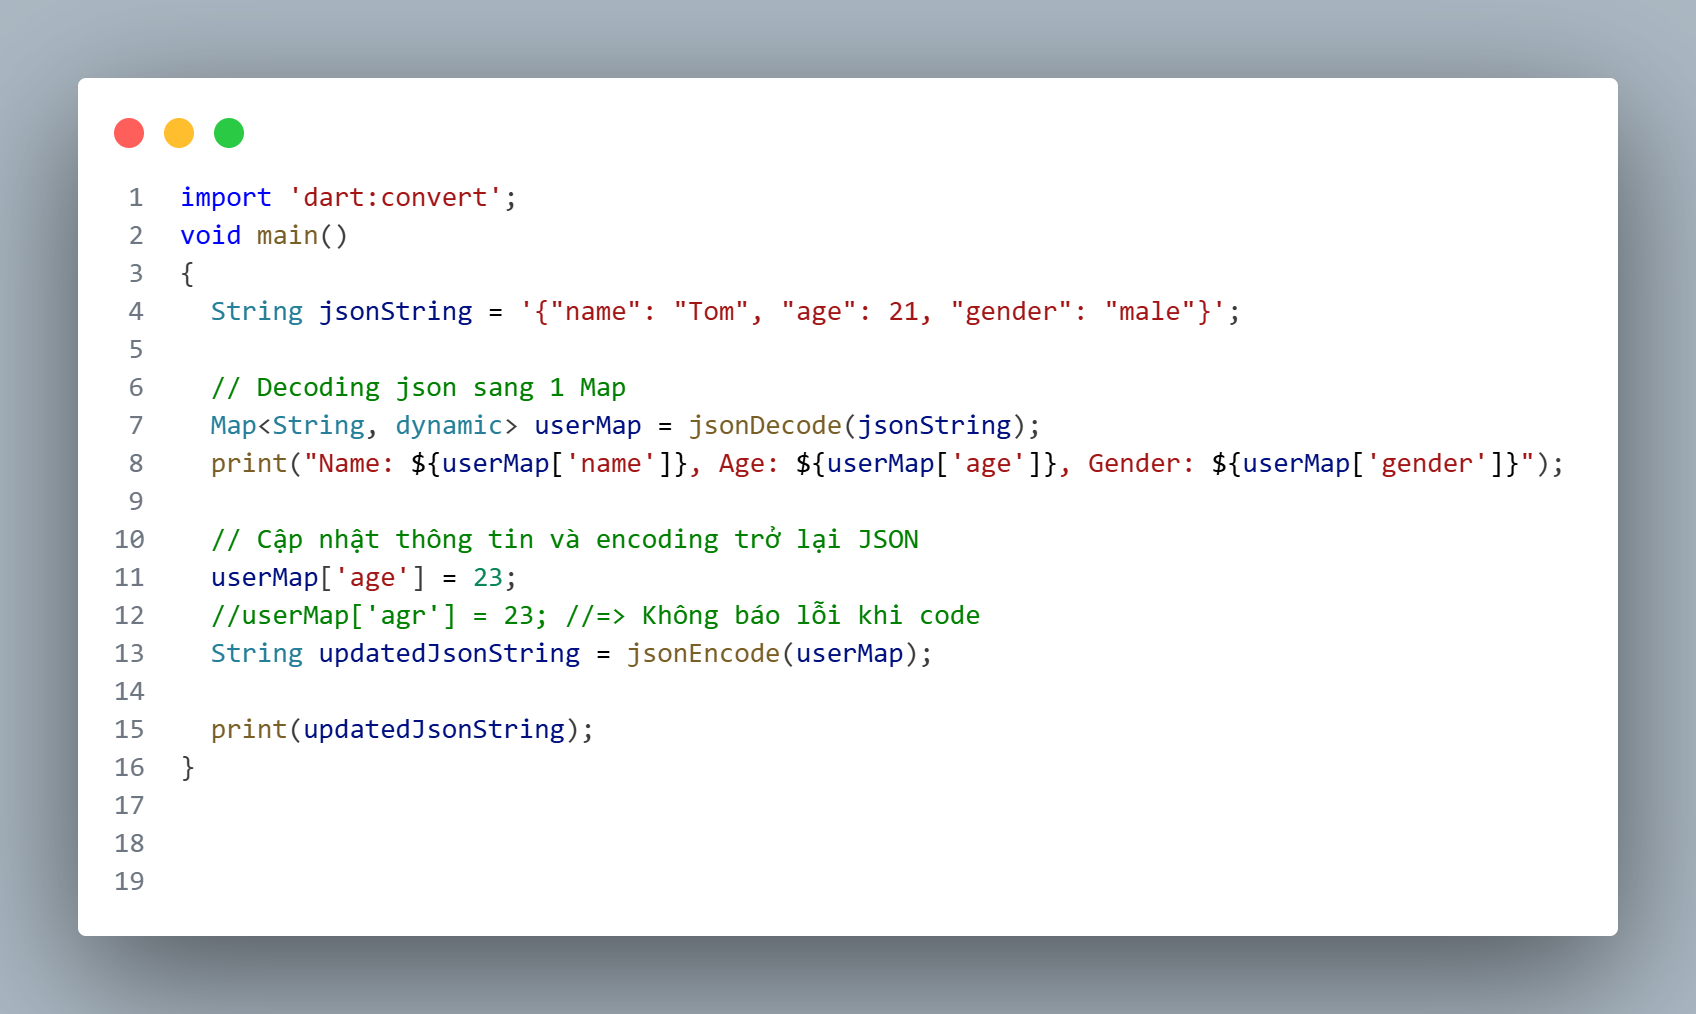 1 import 'dart:convert';
2 void main()
3 {
4 String jsonString = '{"name": "Tom", "age": 21, "gender": "male"}';
5
6 // Decoding json sang 1 Map
7 Map<String, dynamic> userMap = jsonDecode(jsonString);
8 print("Name: ${userMap['name']}, Age: ${userMap['age']}, Gender: ${userMap['gender']}");
9
10 // Cập nhật thông tin và encoding trở lại JSON
11 userMap['age'] = 23;
12 //userMap['agr'] = 23; //=> Không báo lỗi khi code
13 String updatedJsonString = jsonEncode(userMap);
14
15 print(updatedJsonString);
16 }
17
18
19